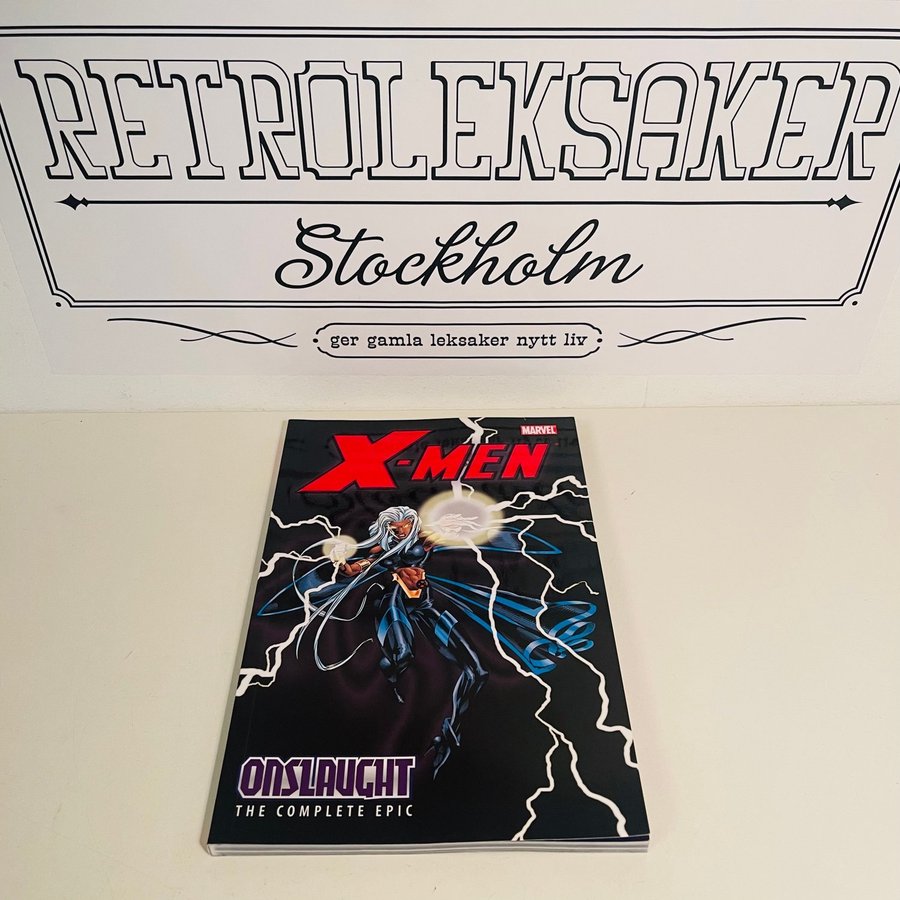 RETROLEKSAKER
Stockholm
ger gamla leksaker nytt liv
MARVEL
X-MEN
ONSLAUGHT
THE COMPLETE EPIC